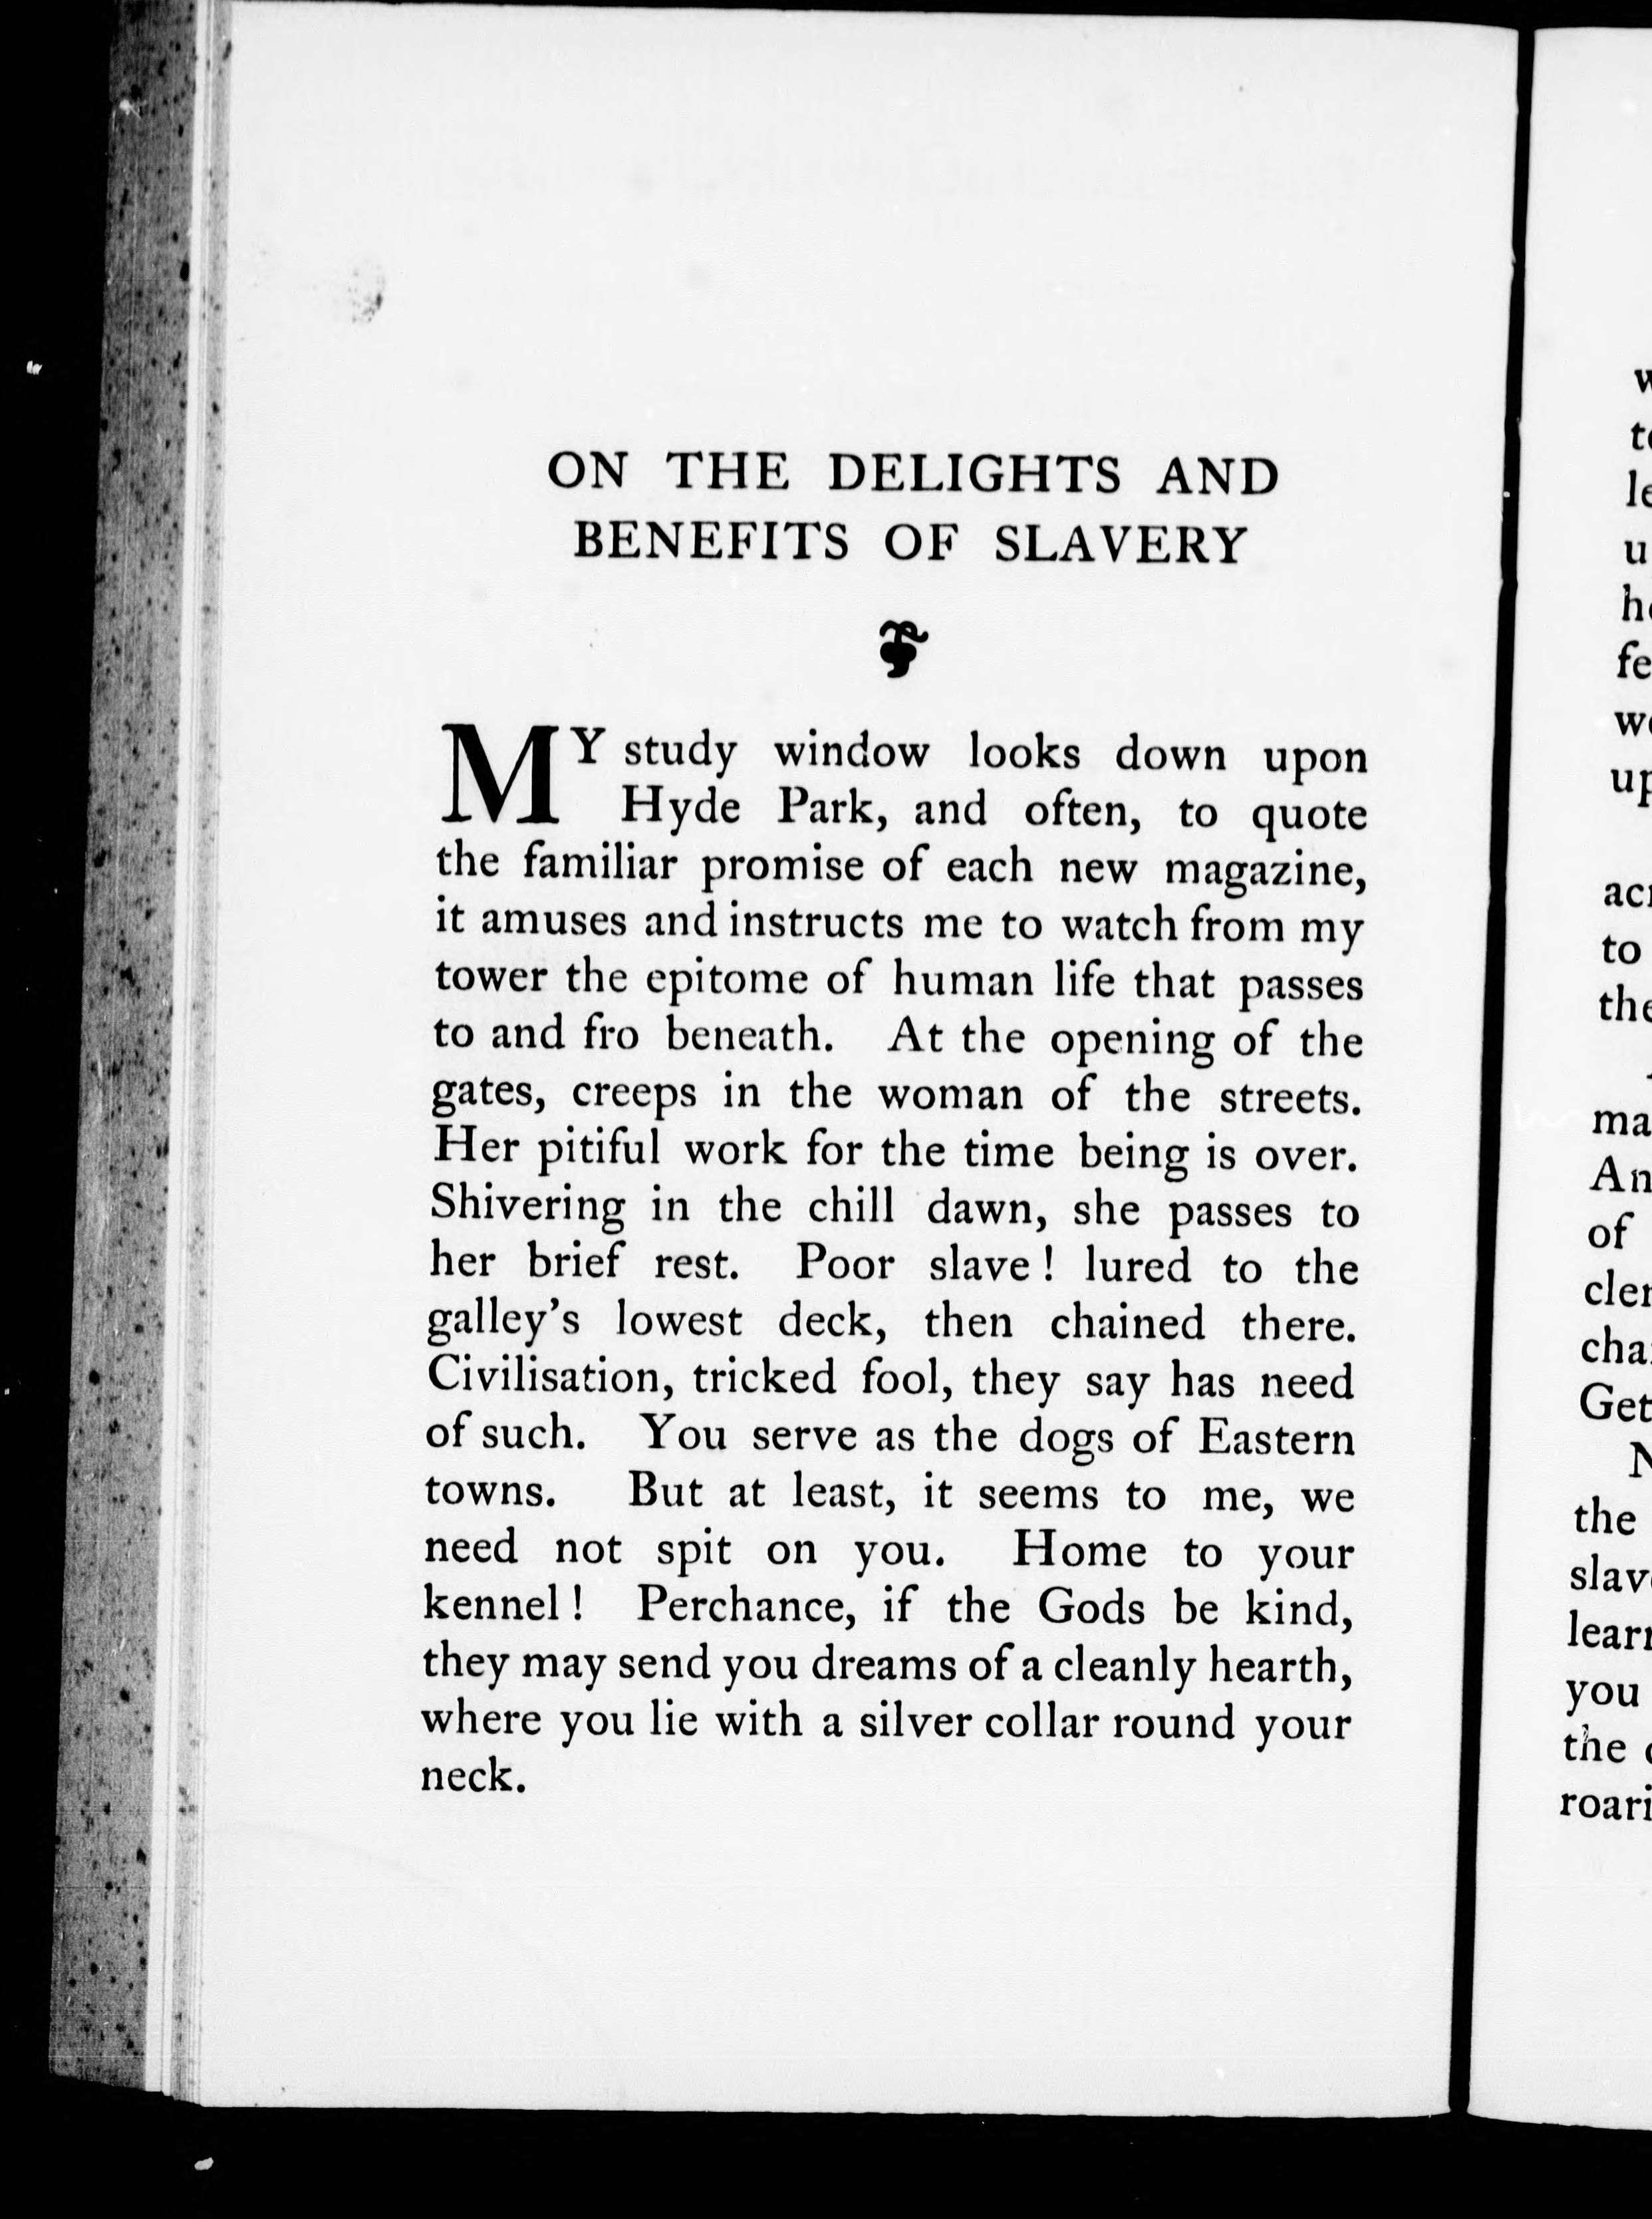 ON THE DELIGHTS AND
BENEFITS OF SLAVERY
MY study window looks down upon
Hyde Park, and often, to quote
the familiar promise of each new magazine,
it amuses and instructs me to watch from my
tower the epitome of human life that passes
to and fro beneath. At the opening of the
gates, creeps in the woman of the streets.
Her pitiful work for the time being is over.
Shivering in the chill dawn, she passes to
her brief rest. Poor slave! lured to the
galley's lowest deck, then chained there.
Civilisation, tricked fool, they say has need
of such. You serve as the dogs of Eastern
towns. But at least, it seems to me, we
need not spit on you. Home to your
kennel! Perchance, if the Gods be kind,
they may send you dreams of a cleanly hearth,
where you lie with a silver collar round your
neck.
to
the
of
the
you
the